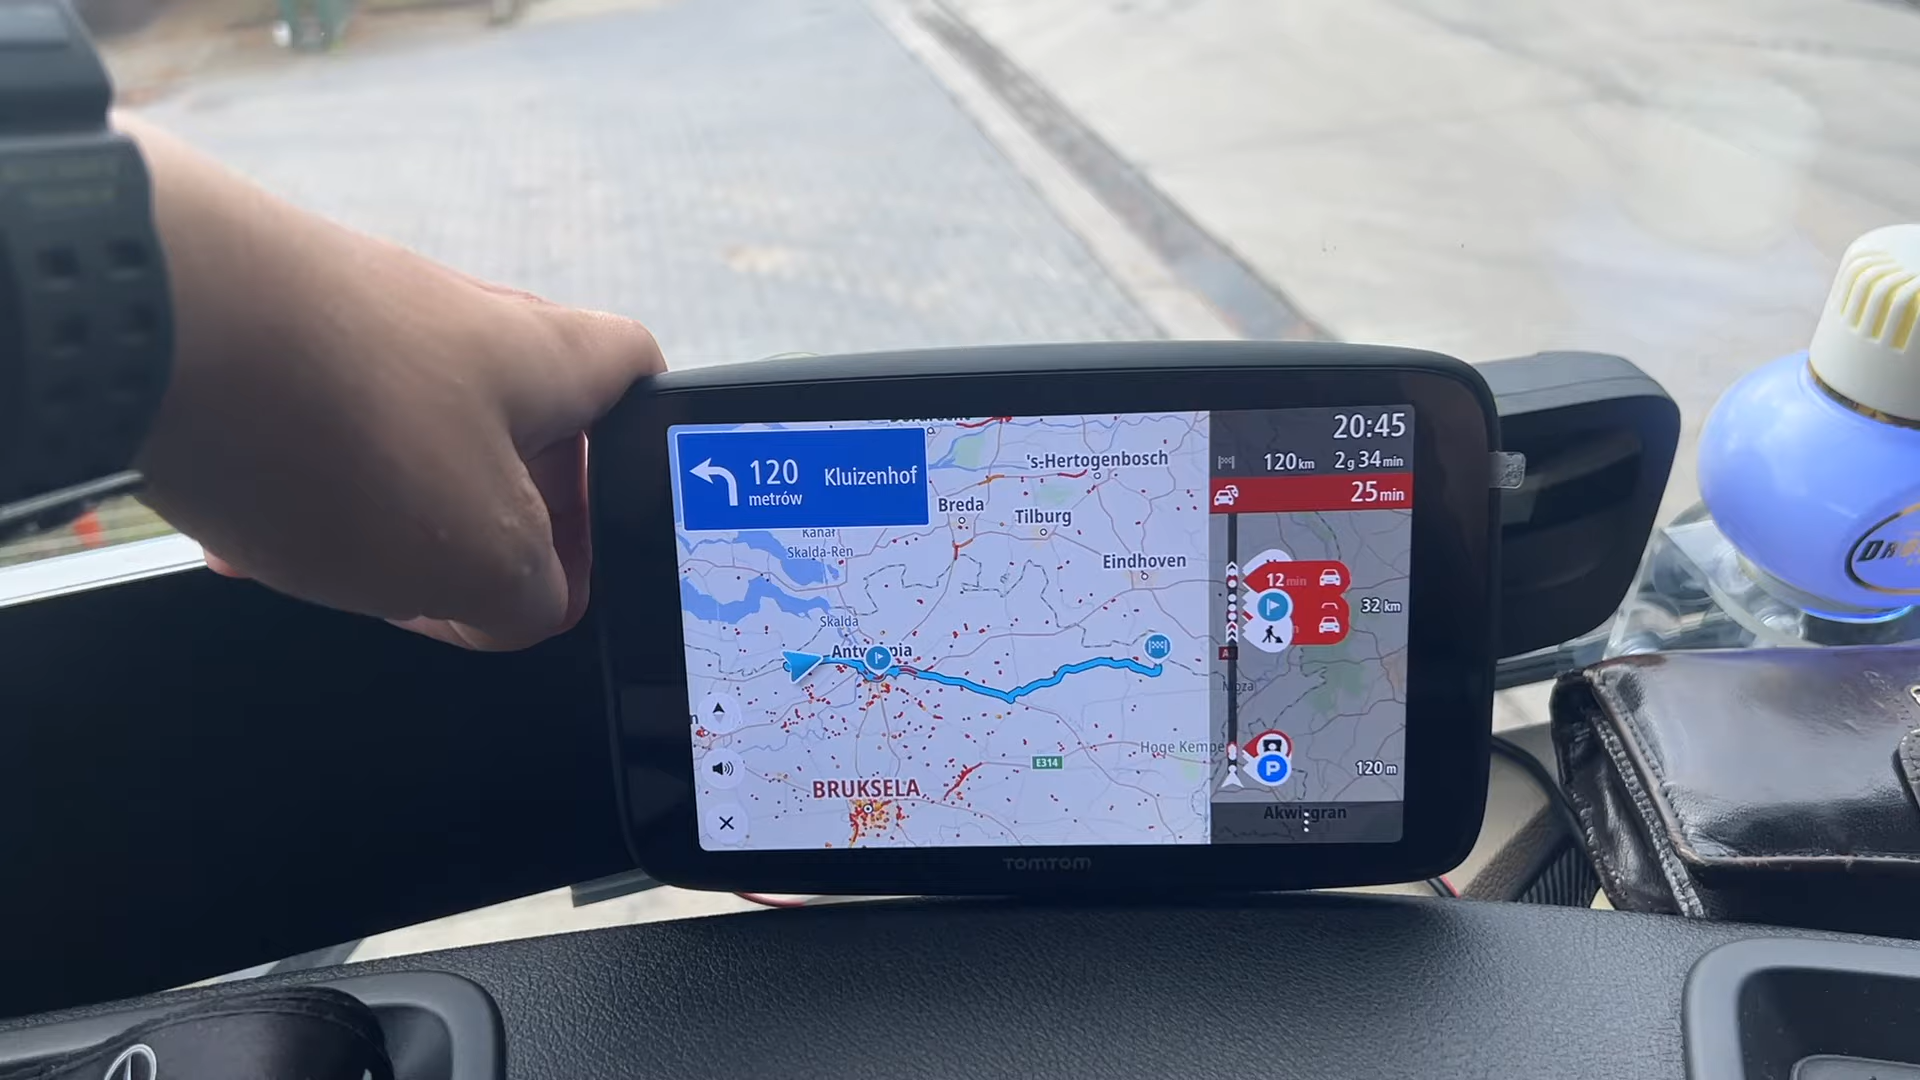 120
metrów
Kluizenhof
's-Hertogenbosch
Breda
Tilburg
Eindhoven
Kanał
Skalda-Ren
Skalda
E314
BRUKSELA
Hoge Kempe
20:45
120 km
2 g 34 min
25 min
12 min
32 km
120 m
TOMTOM